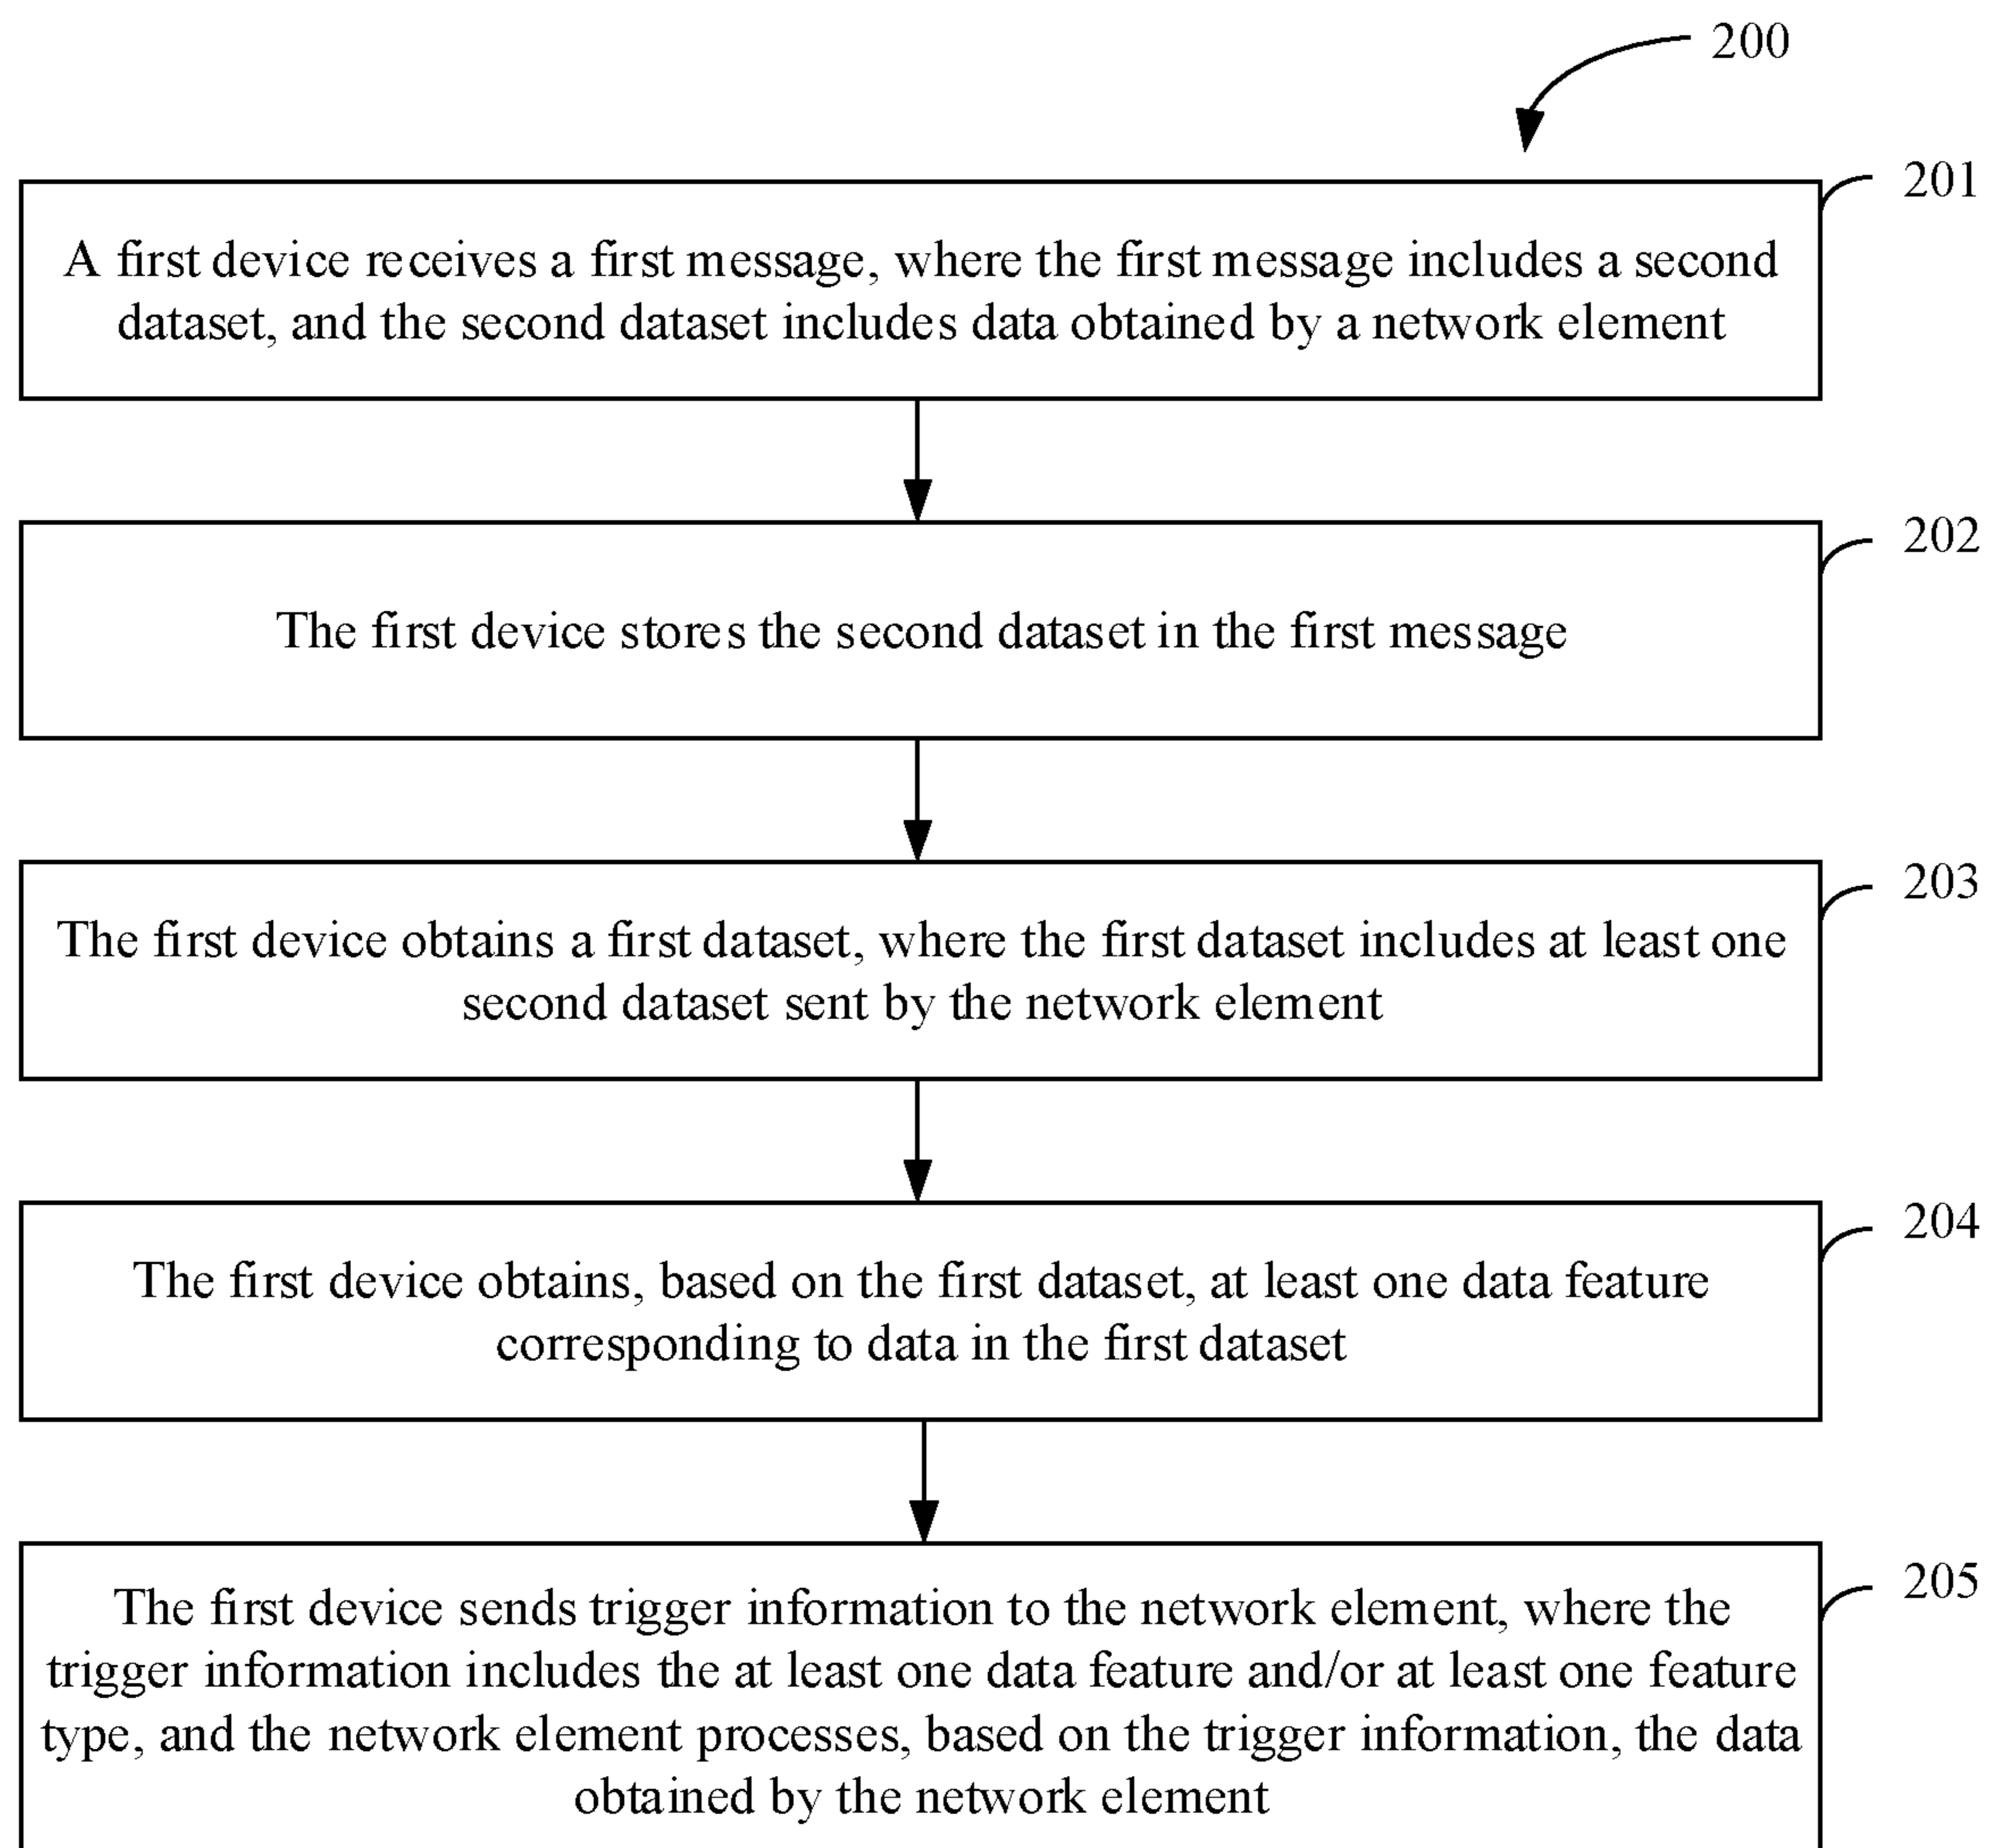 200
201
A first device receives a first message, where the first message includes a second
dataset, and the second dataset includes data obtained by a network element
202
The first device stores the second dataset in the first message
203
The first device obtains a first dataset, where the first dataset includes at least one
second dataset sent by the network element
204
The first device obtains, based on the first dataset, at least one data feature
corresponding to data in the first dataset
205
The first device sends trigger information to the network element, where the
trigger information includes the at least one data feature and/or at least one feature
type, and the network element processes, based on the trigger information, the data
obtained by the network element